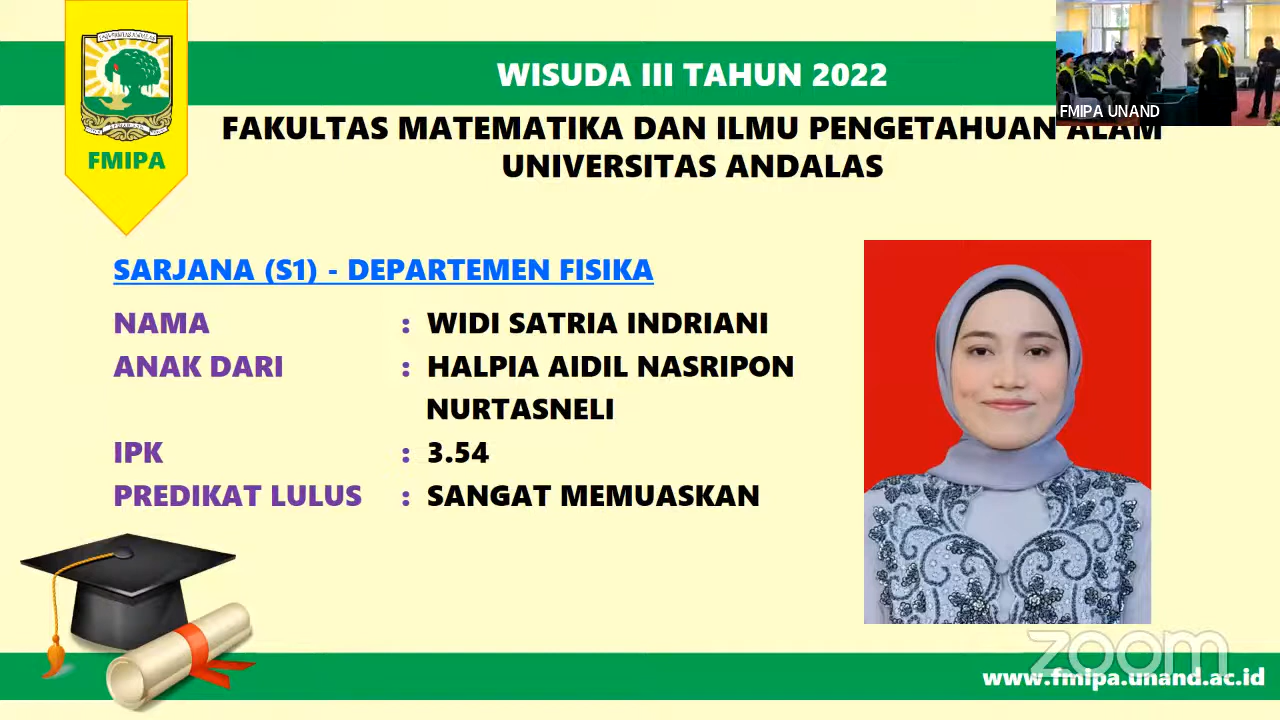 WISUDA III TAHUN 2022
FMIPA UNAND
FAKULTAS MATEMATIKA DAN ILMU PENGETAHUAN ALAM
UNIVERSITAS ANDALAS
UNIVERSITAS ANDALAS
FMIPA
SARJANA (S1) - DEPARTEMEN FISIKA
NAMA : WIDI SATRIA INDRIANI
ANAK DARI : HALPIA AIDIL NASRIPON
NURTASNELI
IPK : 3.54
PREDIKAT LULUS : SANGAT MEMUASKAN
zoom
www.fmipa.unand.ac.id